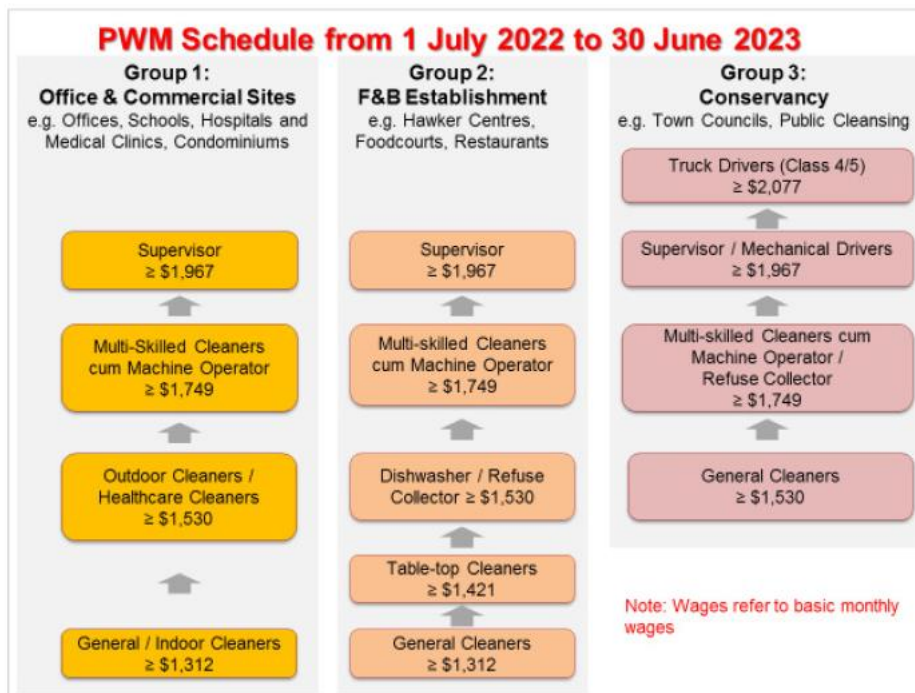 PWM Schedule from 1 July 2022 to 30 June 2023
Group 1:
Office & Commercial Sites
e.g. Offices, Schools, Hospitals and
Medical Clinics, Condominiums
Supervisor
≥ $1,967
Multi-Skilled Cleaners
cum Machine Operator
≥ $1,749
Outdoor Cleaners /
Healthcare Cleaners
≥ $1,530
General / Indoor Cleaners
≥ $1,312
Group 2:
F&B Establishment
e.g. Hawker Centres,
Foodcourts, Restaurants
Supervisor
≥ $1,967
Multi-skilled Cleaners
cum Machine Operator
≥ $1,749
Dishwasher / Refuse
Collector ≥ $1,530
Table-top Cleaners
≥ $1,421
General Cleaners
≥ $1,312
Group 3:
Conservancy
e.g. Town Councils, Public Cleansing
Truck Drivers (Class 4/5)
≥ $2,077
Supervisor / Mechanical Drivers
≥ $1,967
Multi-skilled Cleaners cum
Machine Operator /
Refuse Collector
≥ $1,749
General Cleaners
≥ $1,530
Note: Wages refer to basic monthly
wages